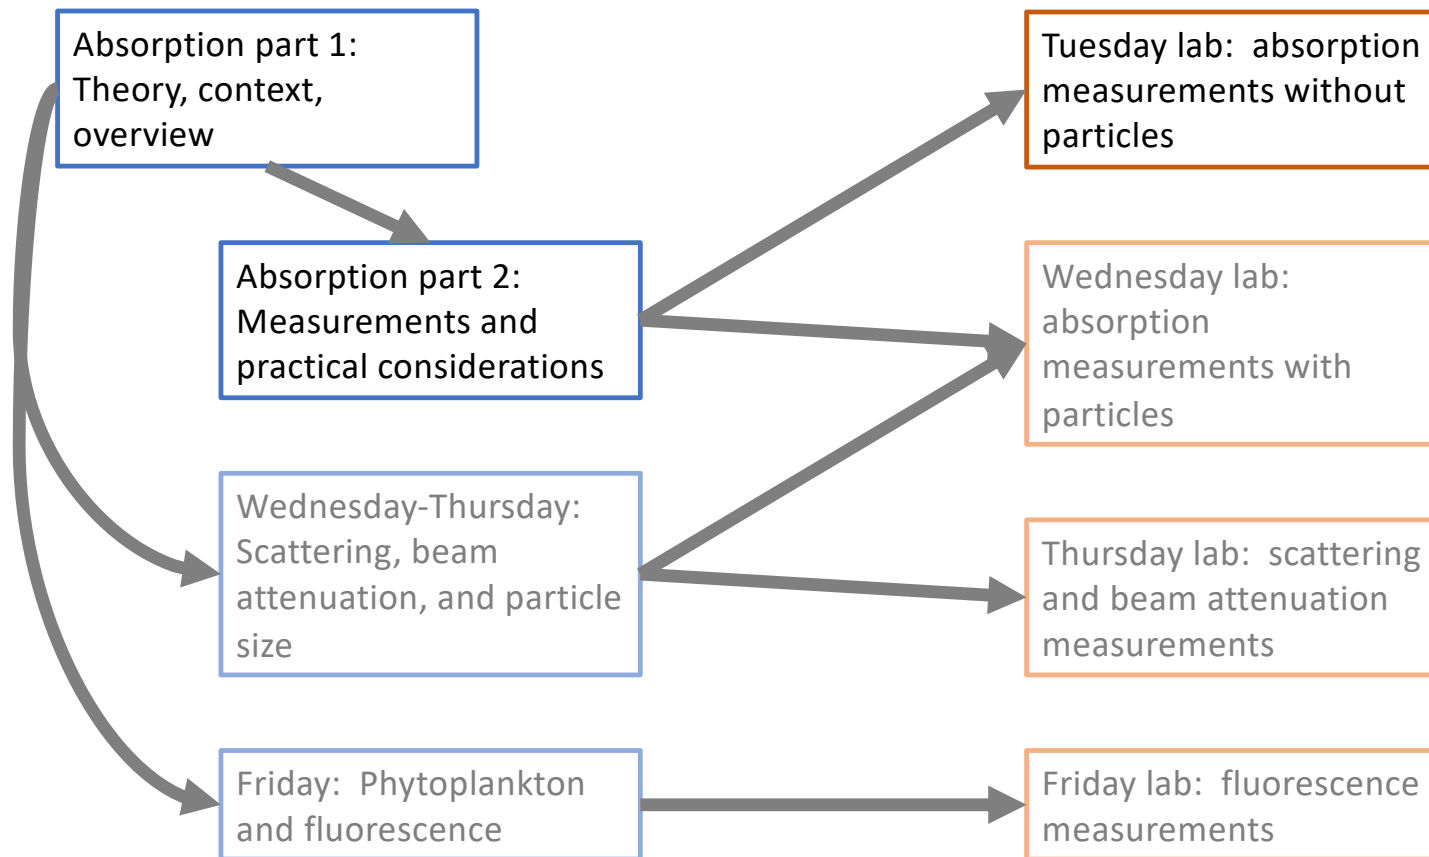 Absorption part 1:
Theory, context,
overview
Tuesday lab:  absorption
measurements without
particles
Absorption part 2:
Measurements and
practical considerations
Wednesday lab:
absorption
measurements with
particles
Wednesday-Thursday:
Scattering, beam
attenuation, and particle
size
Thursday lab:  scattering
and beam attenuation
measurements
Friday:  Phytoplankton
and fluorescence
Friday lab:  fluorescence
measurements